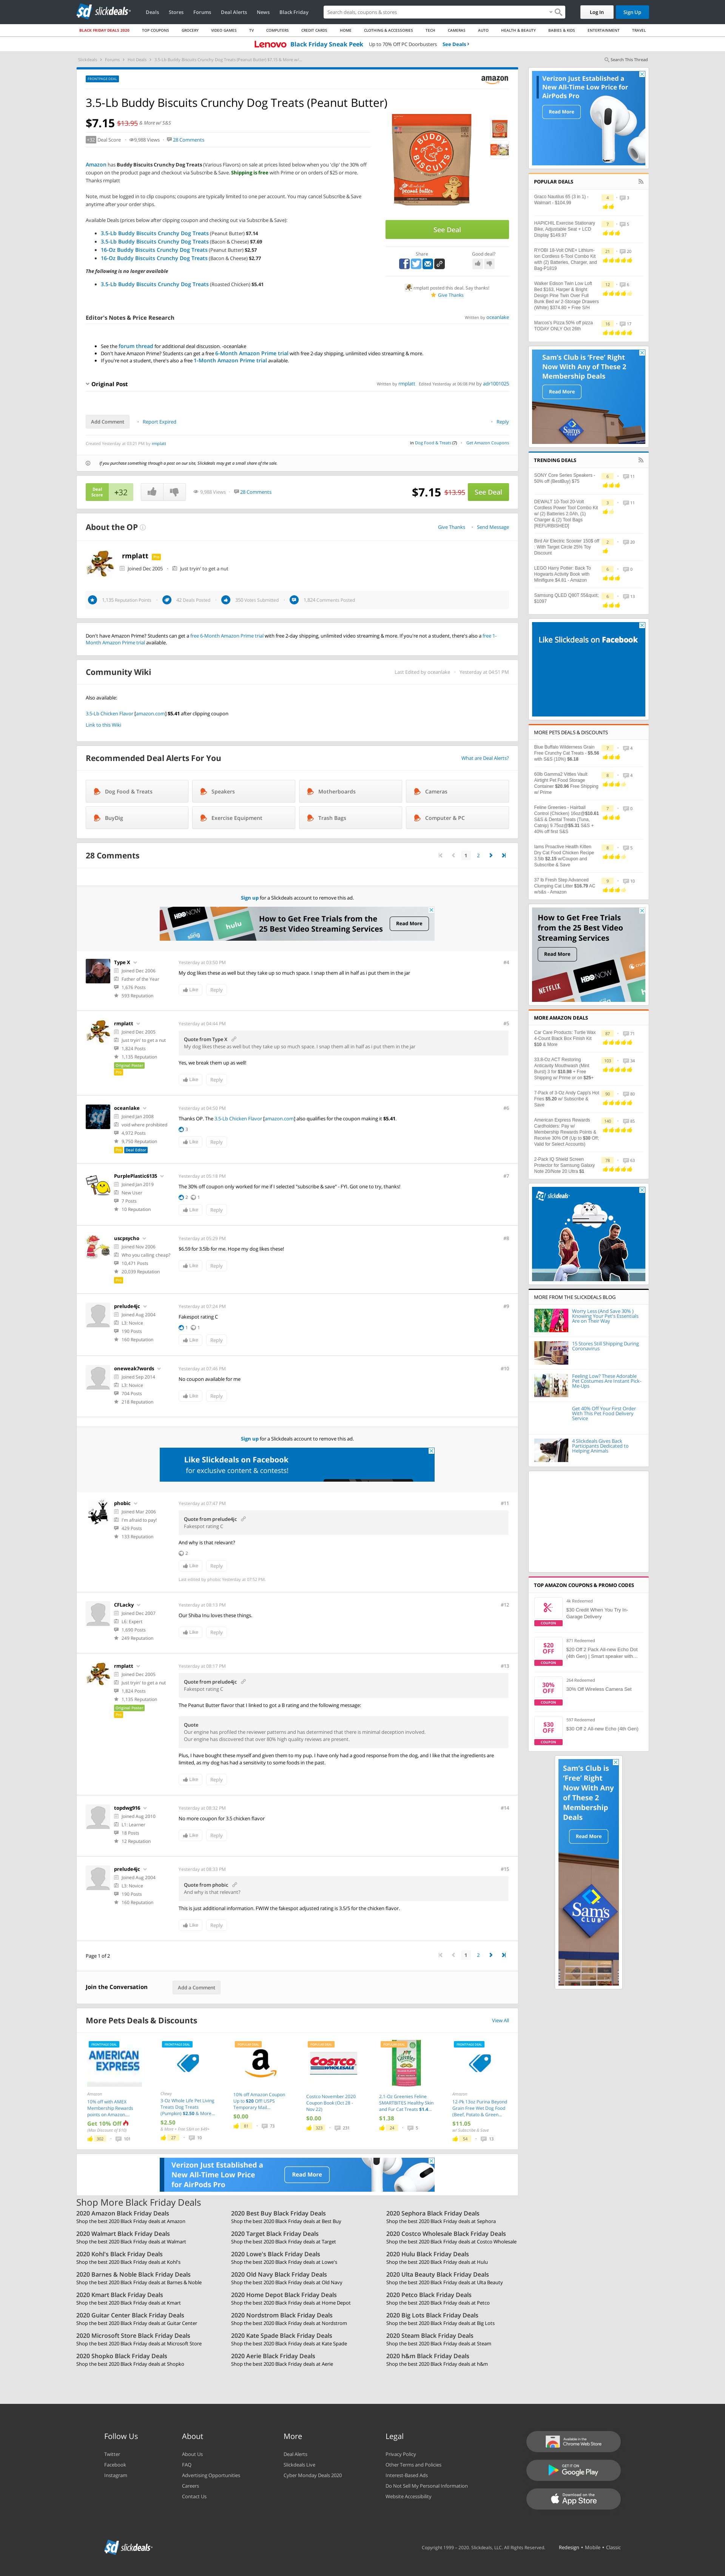 slickdeals
Deals Stores Forums Deal Alerts News Black Friday
Search deals, coupons & stores
Log In Sign Up
BLACK FRIDAY DEALS 2020 TOP COUPONS GROCERY VIDEO GAMES TV COMPUTERS CREDIT CARDS HOME CLOTHING & ACCESSORIES TECH CAMERAS AUTO HEALTH & BEAUTY BABIES & KIDS ENTERTAINMENT TRAVEL
Lenovo Black Friday Sneak Peek Up to 70% Off PC Doorbusters See Deals
Search This Thread
FRONTPAGE DEAL
amazon
3.5-Lb Buddy Biscuits Crunchy Dog Treats (Peanut Butter)
$7.15 $13.95 & More w/ S&S
+32 Deal Score 9,988 Views 28 Comments
Amazon has Buddy Biscuits Crunchy Dog Treats (Various Flavors) on sale at prices listed below when you 'clip' the 30% off
coupon on the product page and checkout via Subscribe & Save. Shipping is free with Prime or on orders of $25 or more.
Thanks rmplatt
Note, must be logged in to clip coupons; coupons are typically limited to one per account. You may cancel Subscribe & Save
anytime after your order ships.
Available Deals (prices below after clipping coupon and checking out via Subscribe & Save):
3.5-Lb Buddy Biscuits Crunchy Dog Treats (Peanut Butter) $7.14
3.5-Lb Buddy Biscuits Crunchy Dog Treats (Bacon & Cheese) $7.69
16-Oz Buddy Biscuits Crunchy Dog Treats (Peanut Butter) $2.57
16-Oz Buddy Biscuits Crunchy Dog Treats (Bacon & Cheese) $2.77
The following is no longer available
3.5-Lb Buddy Biscuits Crunchy Dog Treats (Roasted Chicken) $5.41
BUDDY BISCUITS
peanut butter
See Deal
Share Good deal?
rmplatt posted this deal. Say thanks!
Give Thanks
Editor's Notes & Price Research Written by oceanlake
See the forum thread for additional deal discussion. -oceanlake
Don't have Amazon Prime? Students can get a free 6-Month Amazon Prime trial with free 2-day shipping, unlimited video streaming & more.
If you're not a student, there's also a free 1-Month Amazon Prime trial available.
Original Post Written by rmplatt Edited Yesterday at 06:08 PM by adr1001025
Add Comment Report Expired Reply
Created Yesterday at 03:21 PM by rmplatt in Dog Food & Treats (7) Get Amazon Coupons
If you purchase something through a post on our site, Slickdeals may get a small share of the sale.
Deal Score +32 9,988 Views 28 Comments $7.15 $13.95 See Deal
About the OP Give Thanks Send Message
rmplatt Pro
Joined Dec 2005 Just tryin' to get a nut
1,135 Reputation Points 42 Deals Posted 350 Votes Submitted 1,824 Comments Posted
Don't have Amazon Prime? Students can get a free 6-Month Amazon Prime trial with free 2-day shipping, unlimited video streaming & more. If you're not a student, there's also a free 1-
Month Amazon Prime trial available.
Community Wiki Last Edited by oceanlake Yesterday at 04:51 PM
Also available:
3.5-Lb Chicken Flavor [amazon.com] $5.41 after clipping coupon
Link to this Wiki
Recommended Deal Alerts For You What are Deal Alerts?
Dog Food & Treats Speakers Motherboards Cameras
BuyDig Exercise Equipment Trash Bags Computer & PC
28 Comments 1 2
Sign up for a Slickdeals account to remove this ad.
HBO NOW hulu How to Get Free Trials from the
25 Best Video Streaming Services Read More
Type X Yesterday at 03:50 PM #4
Joined Dec 2006
Father of the Year
1,676 Posts
593 Reputation
My dog likes these as well but they take up so much space. I snap them all in half as i put them in the jar
Like Reply
rmplatt Yesterday at 04:44 PM #5
Joined Dec 2005
Just tryin' to get a nut
1,824 Posts
1,135 Reputation
Original Poster
Pro
Quote from Type X
My dog likes these as well but they take up so much space. I snap them all in half as i put them in the jar
Yes, we break them up as well!
Like Reply
oceanlake Yesterday at 04:50 PM #6
Joined Jan 2008
void where prohibited
4,972 Posts
3,750 Reputation
Pro Deal Editor
Thanks OP. The 3.5-Lb Chicken Flavor [amazon.com] also qualifies for the coupon making it $5.41.
3
Like Reply
PurplePlastic6135 Yesterday at 05:18 PM #7
Joined Jan 2019
New User
7 Posts
10 Reputation
The 30% off coupon only worked for me if I selected "subscribe & save" - FYI. Got one to try, thanks!
2 1
Like Reply
uscpsycho Yesterday at 05:29 PM #8
Joined Nov 2006
Who you calling cheap?
10,471 Posts
20,039 Reputation
Pro
$6.59 for 3.5lb for me. Hope my dog likes these!
Like Reply
prelude4jc Yesterday at 07:24 PM #9
Joined Aug 2004
L3: Novice
190 Posts
160 Reputation
Fakespot rating C
1 1
Like Reply
oneweak7words Yesterday at 07:46 PM #10
Joined Sep 2014
L3: Novice
704 Posts
218 Reputation
No coupon available for me
Like Reply
Sign up for a Slickdeals account to remove this ad.
Like Slickdeals on Facebook
for exclusive content & contests!
phobic Yesterday at 07:47 PM #11
Joined Mar 2006
I'm afraid to pay!
429 Posts
133 Reputation
Quote from prelude4jc
Fakespot rating C
And why is that relevant?
2
Like Reply
Last edited by phobic Yesterday at 07:52 PM.
CFLacky Yesterday at 08:13 PM #12
Joined Dec 2007
L6: Expert
1,690 Posts
249 Reputation
Our Shiba Inu loves these things.
Like Reply
rmplatt Yesterday at 08:17 PM #13
Joined Dec 2005
Just tryin' to get a nut
1,824 Posts
1,135 Reputation
Original Poster
Pro
Quote from prelude4jc
Fakespot rating C
The Peanut Butter flavor that I linked to got a B rating and the following message:
Quote
Our engine has profiled the reviewer patterns and has determined that there is minimal deception involved.
Our engine has discovered that over 80% high quality reviews are present.
Plus, I have bought these myself and given them to my pup. I have only had a good response from the dog, and I like that the ingredients are
limited, as my dog has had a sensitivity to some foods in the past.
Like Reply
topdwg916 Yesterday at 08:32 PM #14
Joined Aug 2010
L1: Learner
18 Posts
12 Reputation
No more coupon for 3.5 chicken flavor
Like Reply
prelude4jc Yesterday at 08:33 PM #15
Joined Aug 2004
L3: Novice
190 Posts
160 Reputation
Quote from phobic
And why is that relevant?
This is just additional information. FWIW the fakespot adjusted rating is 3.5/5 for the chicken flavor.
Like Reply
Page 1 of 2 1 2
Join the Conversation Add a Comment
More Pets Deals & Discounts View All
AMERICAN EXPRESS
10% off with AMEX
Membership Rewards
points on Amazon...
Get 10% Off
3-Oz Whole Life Pet Living
Treats Dog Treats
(Pumpkin) $2.50 & More...
$2.50
10% off Amazon Coupon
Up to $20 Off! USPS
Temporary Mail...
$0.00
COSTCO WHOLESALE
Costco November 2020
Coupon Book (Oct 28 -
Nov 22)
$0.00
2.1-Oz Greenies Feline
SMARTBITES Healthy Skin
and Fur Cat Treats $1.4...
$1.38
12-Pk 13oz Purina Beyond
Grain Free Wet Dog Food
(Beef, Potato & Green...
$11.05
Verizon Just Established a
New All-Time Low Price
for AirPods Pro Read More
Shop More Black Friday Deals
2020 Amazon Black Friday Deals
Shop the best 2020 Black Friday deals at Amazon
2020 Best Buy Black Friday Deals
Shop the best 2020 Black Friday deals at Best Buy
2020 Sephora Black Friday Deals
Shop the best 2020 Black Friday deals at Sephora
2020 Walmart Black Friday Deals
Shop the best 2020 Black Friday deals at Walmart
2020 Target Black Friday Deals
Shop the best 2020 Black Friday deals at Target
2020 Costco Wholesale Black Friday Deals
Shop the best 2020 Black Friday deals at Costco Wholesale
2020 Kohl's Black Friday Deals
Shop the best 2020 Black Friday deals at Kohl's
2020 Lowe's Black Friday Deals
Shop the best 2020 Black Friday deals at Lowe's
2020 Hulu Black Friday Deals
Shop the best 2020 Black Friday deals at Hulu
2020 Barnes & Noble Black Friday Deals
Shop the best 2020 Black Friday deals at Barnes & Noble
2020 Old Navy Black Friday Deals
Shop the best 2020 Black Friday deals at Old Navy
2020 Ulta Beauty Black Friday Deals
Shop the best 2020 Black Friday deals at Ulta Beauty
2020 Kmart Black Friday Deals
Shop the best 2020 Black Friday deals at Kmart
2020 Home Depot Black Friday Deals
Shop the best 2020 Black Friday deals at Home Depot
2020 Petco Black Friday Deals
Shop the best 2020 Black Friday deals at Petco
2020 Guitar Center Black Friday Deals
Shop the best 2020 Black Friday deals at Guitar Center
2020 Nordstrom Black Friday Deals
Shop the best 2020 Black Friday deals at Nordstrom
2020 Big Lots Black Friday Deals
Shop the best 2020 Black Friday deals at Big Lots
2020 Microsoft Store Black Friday Deals
Shop the best 2020 Black Friday deals at Microsoft Store
2020 Kate Spade Black Friday Deals
Shop the best 2020 Black Friday deals at Kate Spade
2020 Steam Black Friday Deals
Shop the best 2020 Black Friday deals at Steam
2020 Shopko Black Friday Deals
Shop the best 2020 Black Friday deals at Shopko
2020 Aerie Black Friday Deals
Shop the best 2020 Black Friday deals at Aerie
2020 h&m Black Friday Deals
Shop the best 2020 Black Friday deals at h&m
Verizon Just Established a
New All-Time Low Price for
AirPods Pro
Read More
POPULAR DEALS
Graco Nautilus 65 (3 in 1) -
Walmart - $104.99
HAPICHIL Exercise Stationary
Bike, Adjustable Seat + LCD
Display $149.97
RYOBI 18-Volt ONE+ Lithium-
Ion Cordless 6-Tool Combo Kit
with (2) Batteries, Charger, and
Bag-P1819
Walker Edison Twin Low Loft
Bed $163, Harper & Bright
Design Pine Twin Over Full
Bunk Bed w/ 2-Storage Drawers
(White) $374.80 + Free S/H
Marcos's Pizza 50% off pizza
TODAY ONLY Oct 26th
Sam's Club is 'Free' Right
Now With Any of These 2
Membership Deals
Read More
Sam's CLUB
TRENDING DEALS
SONY Core Series Speakers -
50% off (BestBuy) $75
DEWALT 10-Tool 20-Volt
Cordless Power Tool Combo Kit
w/ (2) Batteries 2.0Ah, (1)
Charger & (2) Tool Bags
[REFURBISHED]
Bird Air Electric Scooter 150$ off
. With Target Circle 25% Toy
Discount
LEGO Harry Potter: Back To
Hogwarts Activity Book with
Minifigure $4.81 - Amazon
Samsung QLED Q80T 55&quot;
$1097
Like Slickdeals on Facebook
MORE PETS DEALS & DISCOUNTS
Blue Buffalo Wilderness Grain
Free Crunchy Cat Treats - $5.56
with S&S (10%) $6.18
60lb Gamma2 Vittles Vault
Airtight Pet Food Storage
Container $20.86 Free Shipping
w/ Prime
Feline Greenies - Hairball
Control (Chicken) 16oz@$10.61
S&S & Dental Treats (Tuna,
Catnip) 9.75oz@$5.31 S&S +
40% off first S&S
Iams Proactive Health Kitten
Dry Cat Food Chicken Recipe
3.5lb $2.15 w/Coupon and
Subscribe & Save
37-lb Fresh Step Advanced
Clumping Cat Litter $16.78 AC
w/s&s - Amazon
How to Get Free Trials
from the 25 Best Video
Streaming Services
Read More
NETFLIX HBO NOW hulu
MORE AMAZON DEALS
Car Care Products: Turtle Wax
4-Count Black Box Finish Kit
$10 & More
33.8-Oz ACT Restoring
Anticavity Mouthwash (Mint
Burst) 3 for $10.98 + Free
Shipping w/ Prime or on $25+
7-Pack of 3-Oz Andy Capp's Hot
Fries $5.20 w/ Subscribe &
Save
American Express Rewards
Cardholders: Pay w/
Membership Rewards Points &
Receive 30% Off (Up to $30 Off,
Valid for Select Accounts)
2-Pack IQ Shield Screen
Protector for Samsung Galaxy
Note 20/Note 20 Ultra $1
slickdeals
MORE FROM THE SLICKDEALS BLOG
Worry Less (And Save 30% )
Knowing Your Pet's Essentials
Are on Their Way
15 Stores Still Shipping During
Coronavirus
Feeling Low? These Adorable
Pet Costumes Are Instant Pick-
Me-Ups
Get 40% Off Your First Order
With This Pet Food Delivery
Service
4 Slickdeals Gives Back
Participants Dedicated to
Helping Animals
TOP AMAZON COUPONS & PROMO CODES
4k Redeemed
$30 Credit When You Try In-
Garage Delivery
COUPON
$20 OFF
871 Redeemed
$20 Off 2 Pack All-new Echo Dot
(4th Gen) | Smart speaker with...
COUPON
30% OFF
264 Redeemed
30% Off Wireless Camera Set
COUPON
$30 OFF
597 Redeemed
$30 Off 2 All-new Echo (4th Gen)
COUPON
Sam's Club is
'Free' Right
Now With Any
of These 2
Membership
Deals
Read More
Sam's CLUB
Follow Us About More Legal
Twitter About Us Deal Alerts Privacy Policy
Facebook FAQ Slickdeals Live Other Terms and Policies
Instagram Advertising Opportunities Cyber Monday Deals 2020 Interest-Based Ads
Careers Do Not Sell My Personal Information
Contact Us Website Accessibility
Available in the Chrome Web Store
GET IT ON Google Play
Download on the App Store
slickdeals
Copyright 1999 - 2020. Slickdeals, LLC. All Rights Reserved. Redesign • Mobile • Classic